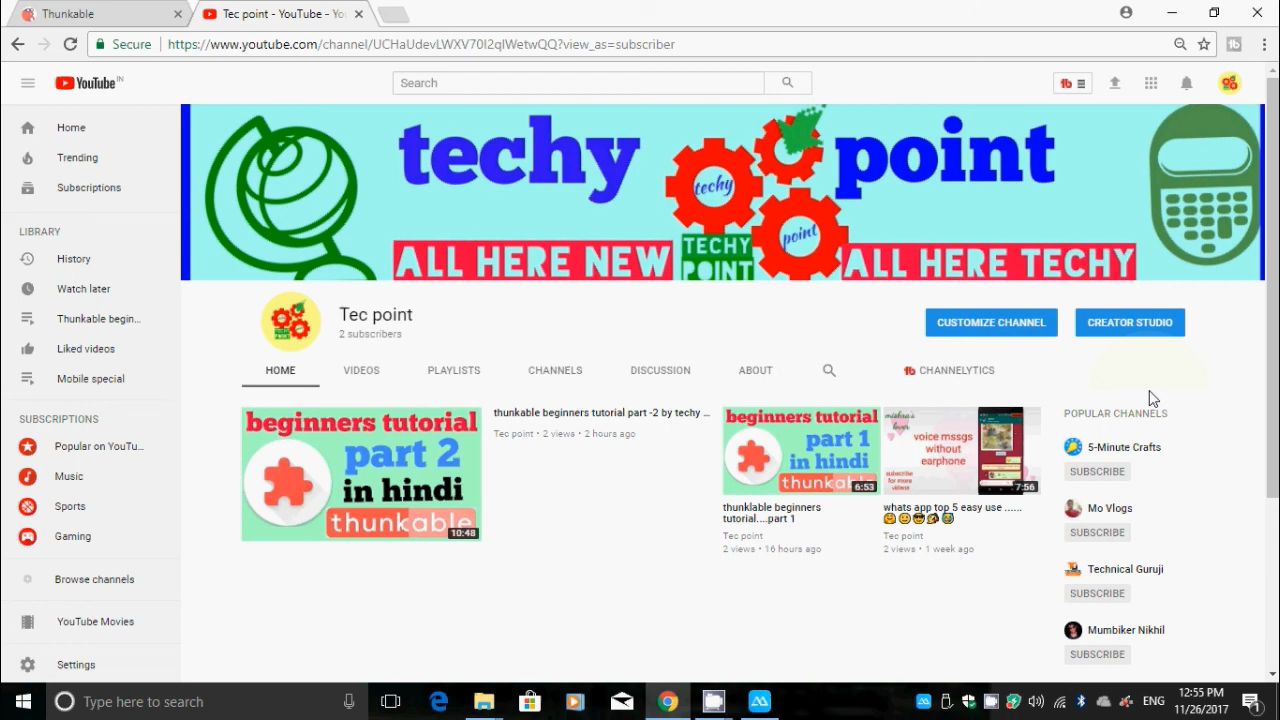 Thunkable
Tec point - YouTube - Yo
Secure
https://www.youtube.com/channel/UCHaUdevLWXV70I2qIWetwQQ?view_as=subscriber
YouTube IN
Search
Home
Trending
Subscriptions
LIBRARY
History
Watch later
Thunkable begin...
Liked videos
Mobile special
SUBSCRIPTIONS
Popular on YouTu...
Music
Sports
Gaming
Browse channels
YouTube Movies
Settings
techy point
techy
point
ALL HERE NEW
TECHY
POINT
ALL HERE TECHY
Tec point
2 subscribers
CUSTOMIZE CHANNEL
CREATOR STUDIO
HOME
VIDEOS
PLAYLISTS
CHANNELS
DISCUSSION
ABOUT
CHANNELYTICS
beginners tutorial
part 2
in hindi
thunkable
10:48
thunkable beginners tutorial part -2 by techy ...
Tec point • 2 views • 2 hours ago
beginners tutorial
part 1
in hindi
thunkable
6:53
thunklable beginners
tutorial....part 1
Tec point
2 views • 16 hours ago
voice mssgs
without
earphone
subscribe
for more
7:56
whats app top 5 easy use ......
Tec point
2 views • 1 week ago
POPULAR CHANNELS
5-Minute Crafts
SUBSCRIBE
Mo Vlogs
SUBSCRIBE
Technical Guruji
SUBSCRIBE
Mumbiker Nikhil
SUBSCRIBE
Type here to search
ENG
12:55 PM
11/26/2017